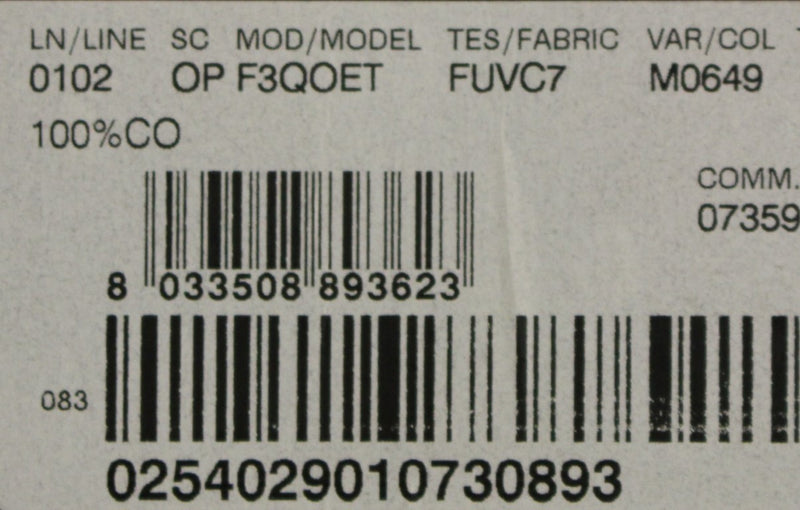 LN/LINE SC MOD/MODEL TES/FABRIC VAR/COL
0102 OP F3QOET FUVC7 M0649
100%CO
COMM.
07359
8 033508 893623
083
0254029010730893